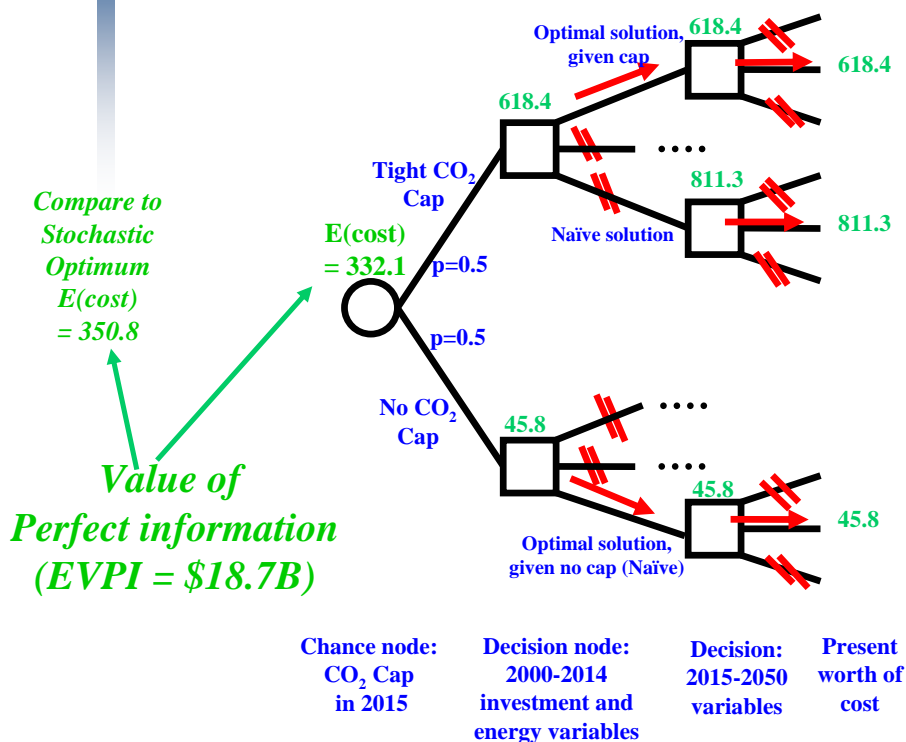 Compare to
Stochastic
Optimum
E(cost)
= 350.8
Value of
Perfect information
(EVPI = $18.7B)
E(cost)
= 332.1
p=0.5
p=0.5
Tight CO₂
Cap
No CO₂
Cap
618.4
Optimal solution,
given cap
618.4
618.4
....
Naïve solution
811.3
811.3
45.8
....
....
Optimal solution,
given no cap (Naïve)
45.8
45.8
Chance node:
CO₂ Cap
in 2015
Decision node:
2000-2014
investment and
energy variables
Decision:
2015-2050
variables
Present
worth of
cost